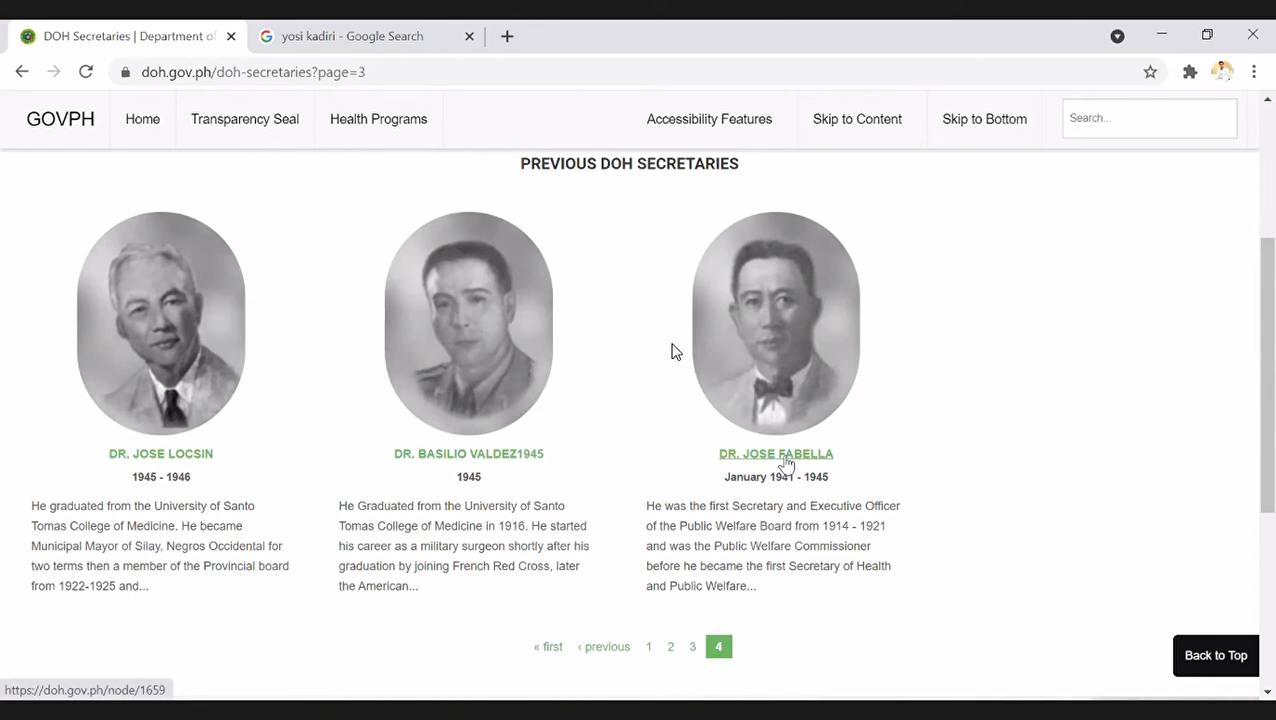 DOH Secretaries | Department of
yosi kadiri - Google Search
doh.gov.ph/doh-secretaries?page=3
GOVPH
Home
Transparency Seal
Health Programs
Accessibility Features
Skip to Content
Skip to Bottom
Search...
PREVIOUS DOH SECRETARIES
DR. JOSE LOCSIN
1945 - 1946
He graduated from the University of Santo
Tomas College of Medicine. He became
Municipal Mayor of Silay, Negros Occidental for
two terms then a member of the Provincial board
from 1922-1925 and...
DR. BASILIO VALDEZ1945
1945
He Graduated from the University of Santo
Tomas College of Medicine in 1916. He started
his career as a military surgeon shortly after his
graduation by joining French Red Cross, later
the American...
DR. JOSE FABELLA
January 1941 - 1945
He was the first Secretary and Executive Officer
of the Public Welfare Board from 1914 - 1921
and was the Public Welfare Commissioner
before he became the first Secretary of Health
and Public Welfare...
« first ‹ previous 1 2 3 4
Back to Top
https://doh.gov.ph/node/1659